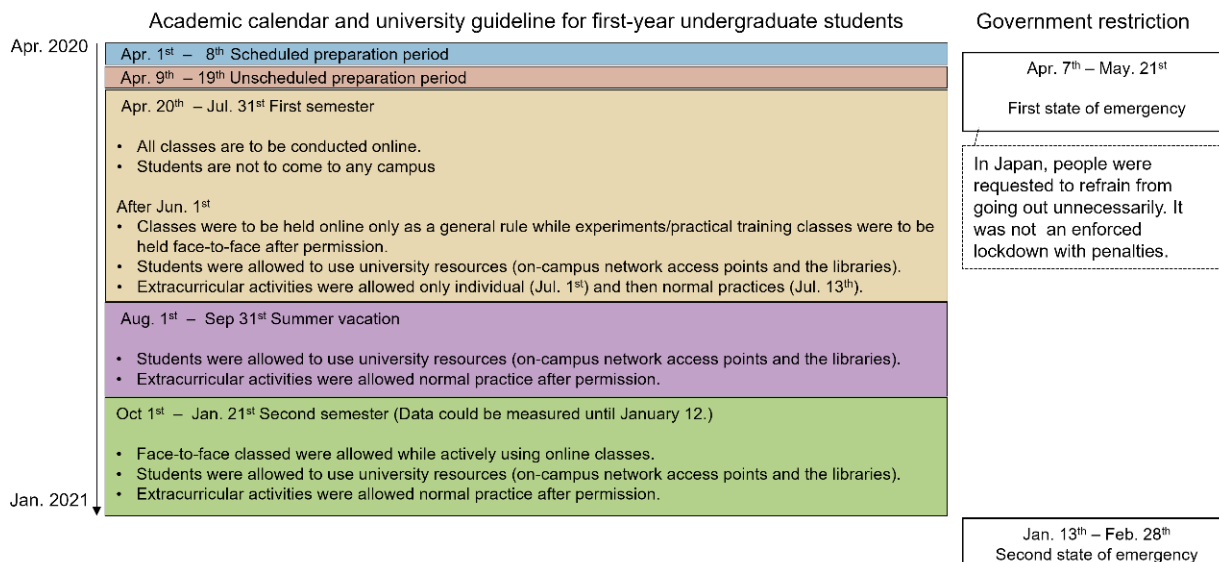 Academic calendar and university guideline for first-year undergraduate students
Government restriction
Apr. 2020
Apr. 1st – 8th Scheduled preparation period
Apr. 9th – 19th Unscheduled preparation period
Apr. 20th – Jul. 31st First semester
• All classes are to be conducted online.
• Students are not to come to any campus
After Jun. 1st
• Classes were to be held online only as a general rule while experiments/practical training classes were to be
held face-to-face after permission.
• Students were allowed to use university resources (on-campus network access points and the libraries).
• Extracurricular activities were allowed only individual (Jul. 1st) and then normal practices (Jul. 13th).
Aug. 1st – Sep 31st Summer vacation
• Students were allowed to use university resources (on-campus network access points and the libraries).
• Extracurricular activities were allowed normal practice after permission.
Oct 1st – Jan. 21st Second semester (Data could be measured until January 12.)
• Face-to-face classed were allowed while actively using online classes.
• Students were allowed to use university resources (on-campus network access points and the libraries).
• Extracurricular activities were allowed normal practice after permission.
Jan. 2021
Apr. 7th – May. 21st
First state of emergency
In Japan, people were
requested to refrain from
going out unnecessarily. It
was not an enforced
lockdown with penalties.
Jan. 13th – Feb. 28th
Second state of emergency